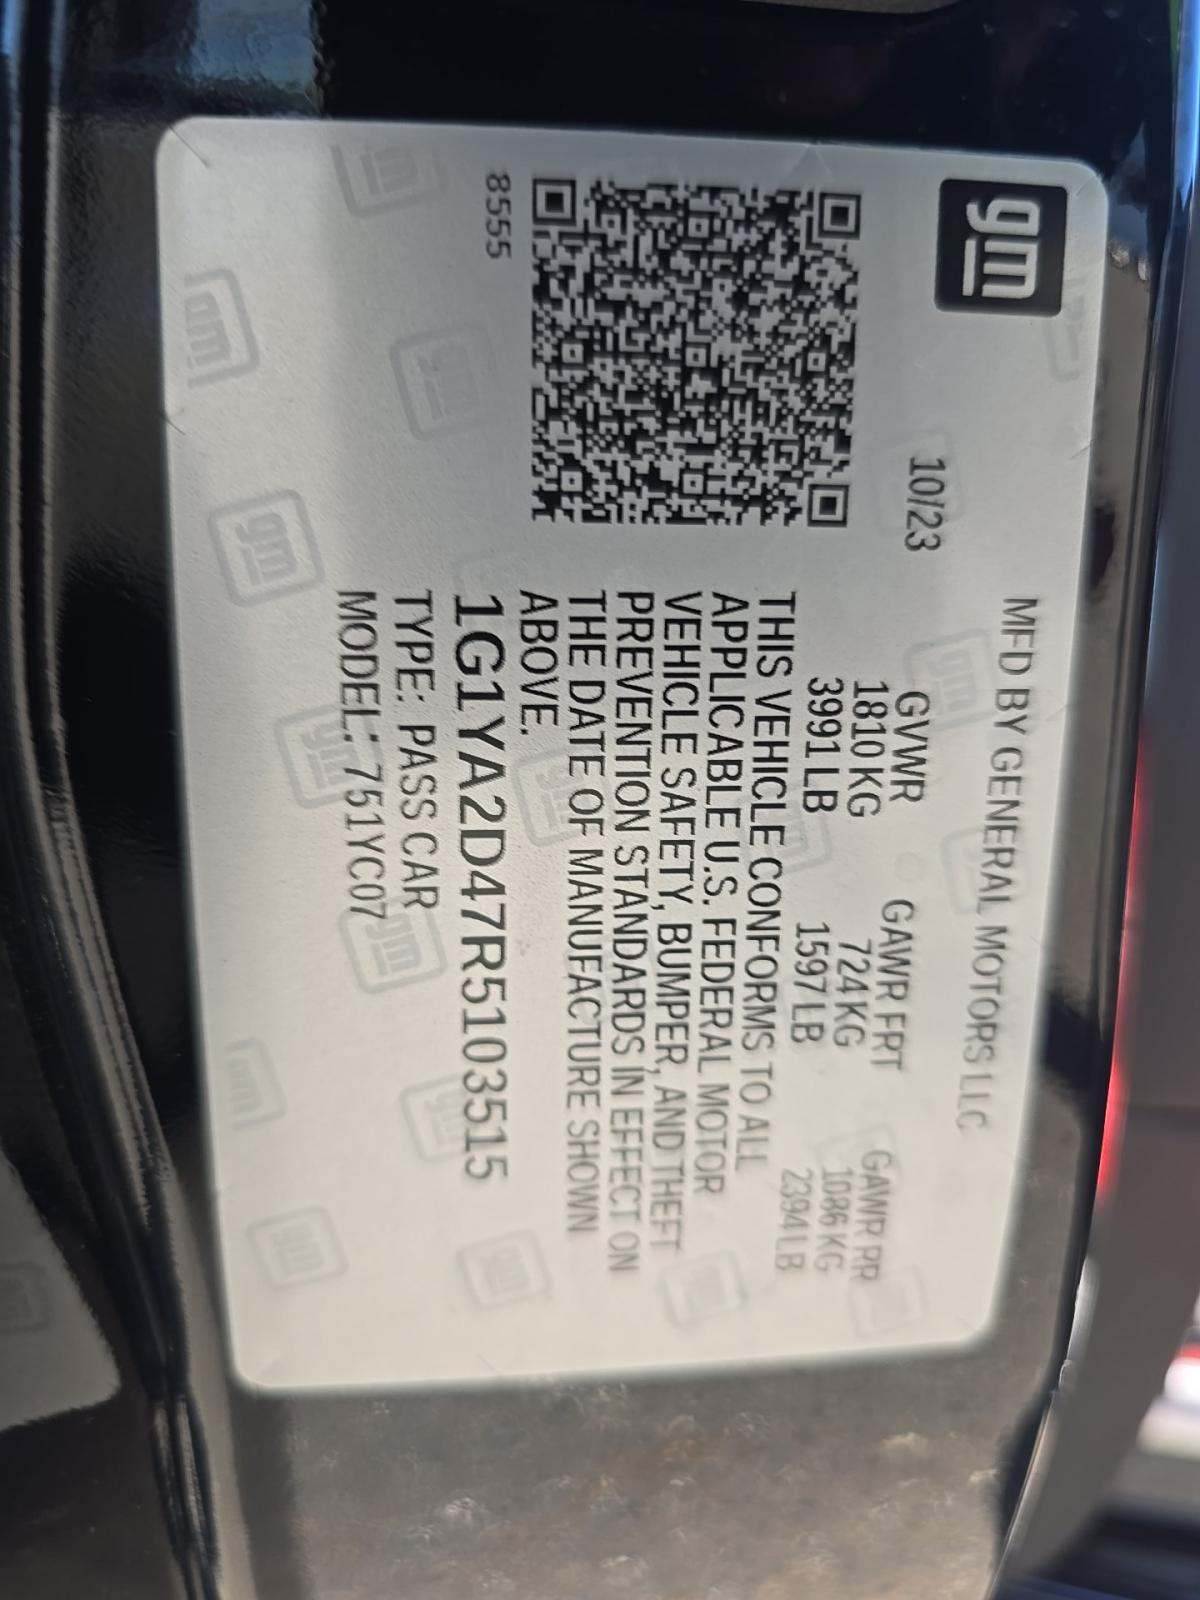 gm
MFD BY GENERAL MOTORS LLC
10/23
GVWR GAWR FRT GAWR RR
1810 KG 724 KG 1086 KG
3991 LB 1597 LB 2394 LB
THIS VEHICLE CONFORMS TO ALL
APPLICABLE U.S. FEDERAL MOTOR
VEHICLE SAFETY, BUMPER, AND THEFT
PREVENTION STANDARDS IN EFFECT ON
THE DATE OF MANUFACTURE SHOWN
ABOVE.
8555
1G1YA2D47R5103515
TYPE: PASS CAR
MODEL: 751YC07